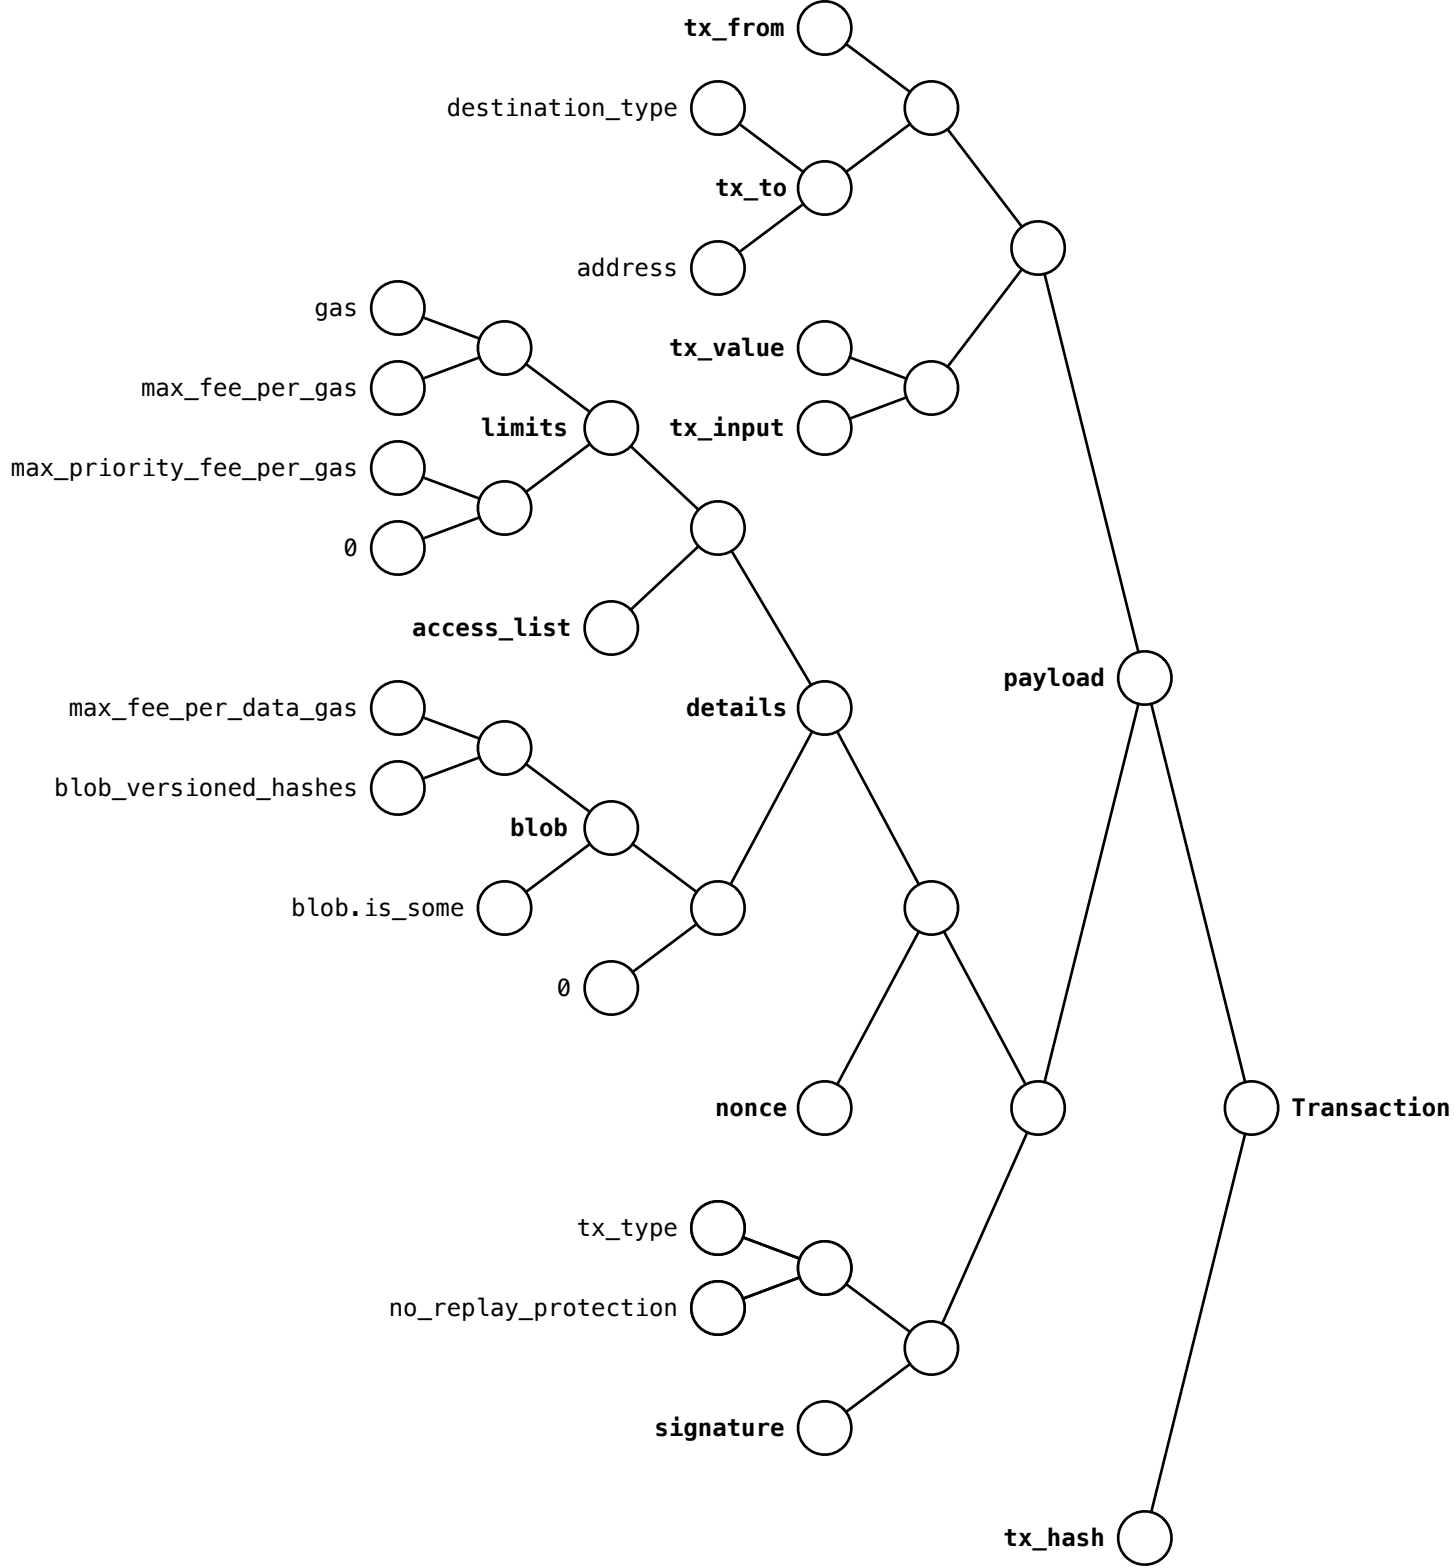 tx_from
destination_type
tx_to
address
gas
tx_value
max_fee_per_gas
limits
tx_input
max_priority_fee_per_gas
0
access_list
payload
max_fee_per_data_gas
details
blob_versioned_hashes
blob
blob.is_some
0
nonce
Transaction
tx_type
no_replay_protection
signature
tx_hash